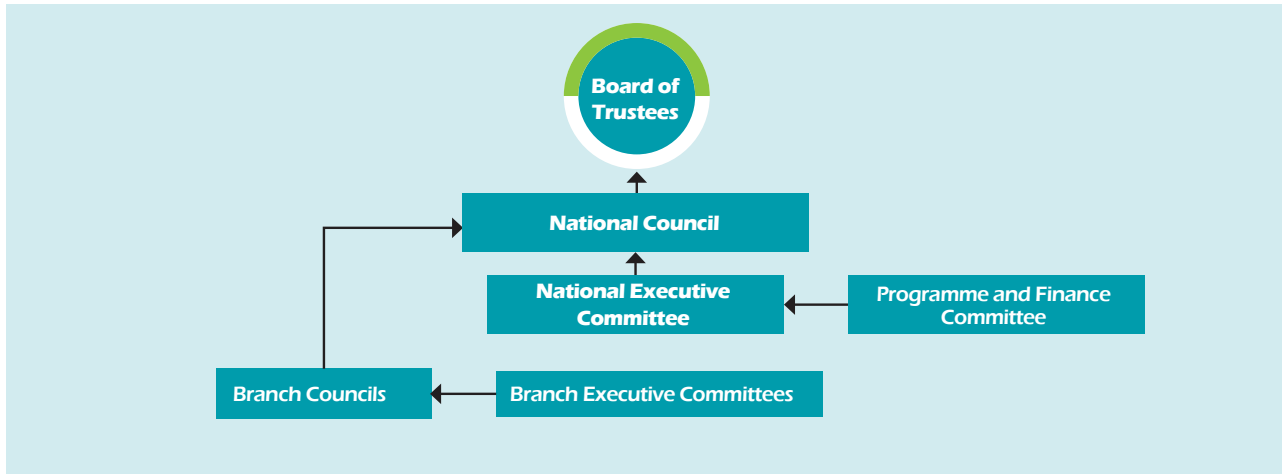 Board of
Trustees
National Council
National Executive
Committee
Programme and Finance
Committee
Branch Councils
Branch Executive Committees